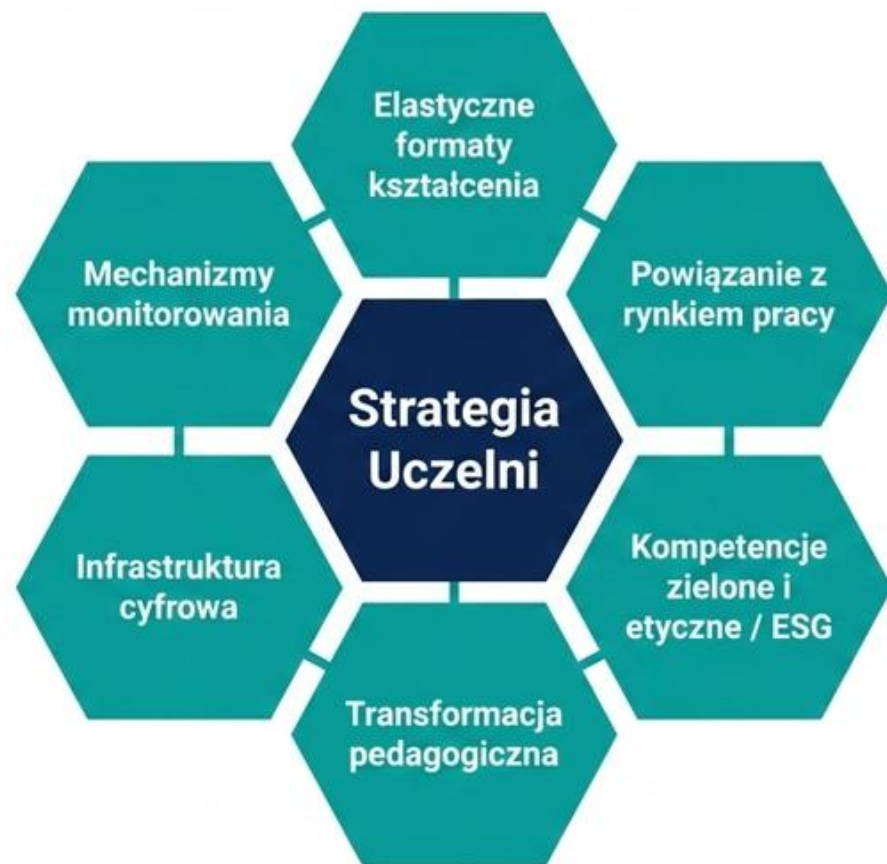 Elastyczne
formaty
kształcenia
Mechanizmy
monitorowania
Powiązanie z
rynkiem pracy
Strategia
Uczelni
Infrastruktura
cyfrowa
Kompetencje
zielone i
etyczne / ESG
Transformacja
pedagogiczna